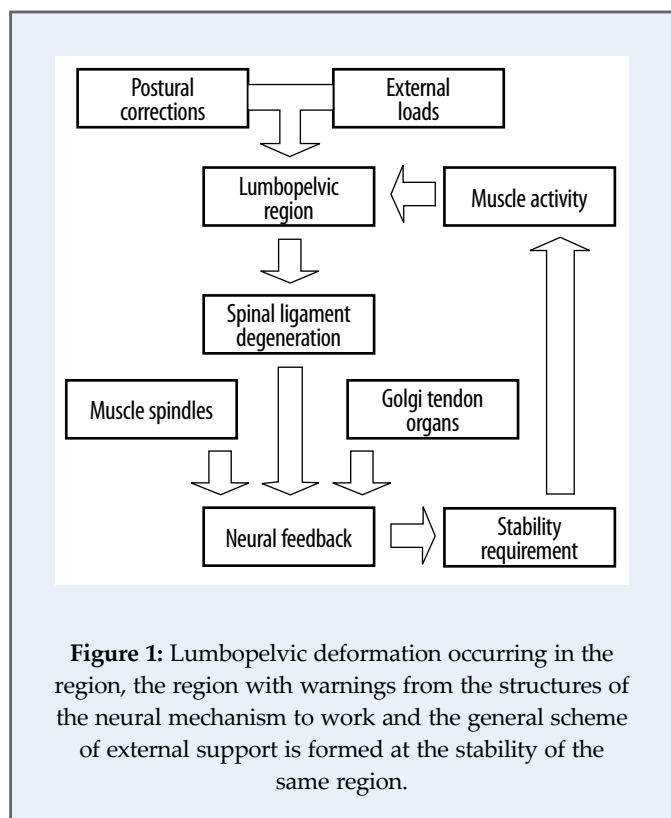 Postural
corrections
External
loads
Lumbopelvic
region
Muscle activity
Spinal ligament
degeneration
Muscle spindles
Golgi tendon
organs
Neural feedback
Stability
requirement
Figure 1: Lumbopelvic deformation occurring in the
region, the region with warnings from the structures of
the neural mechanism to work and the general scheme
of external support is formed at the stability of the
same region.